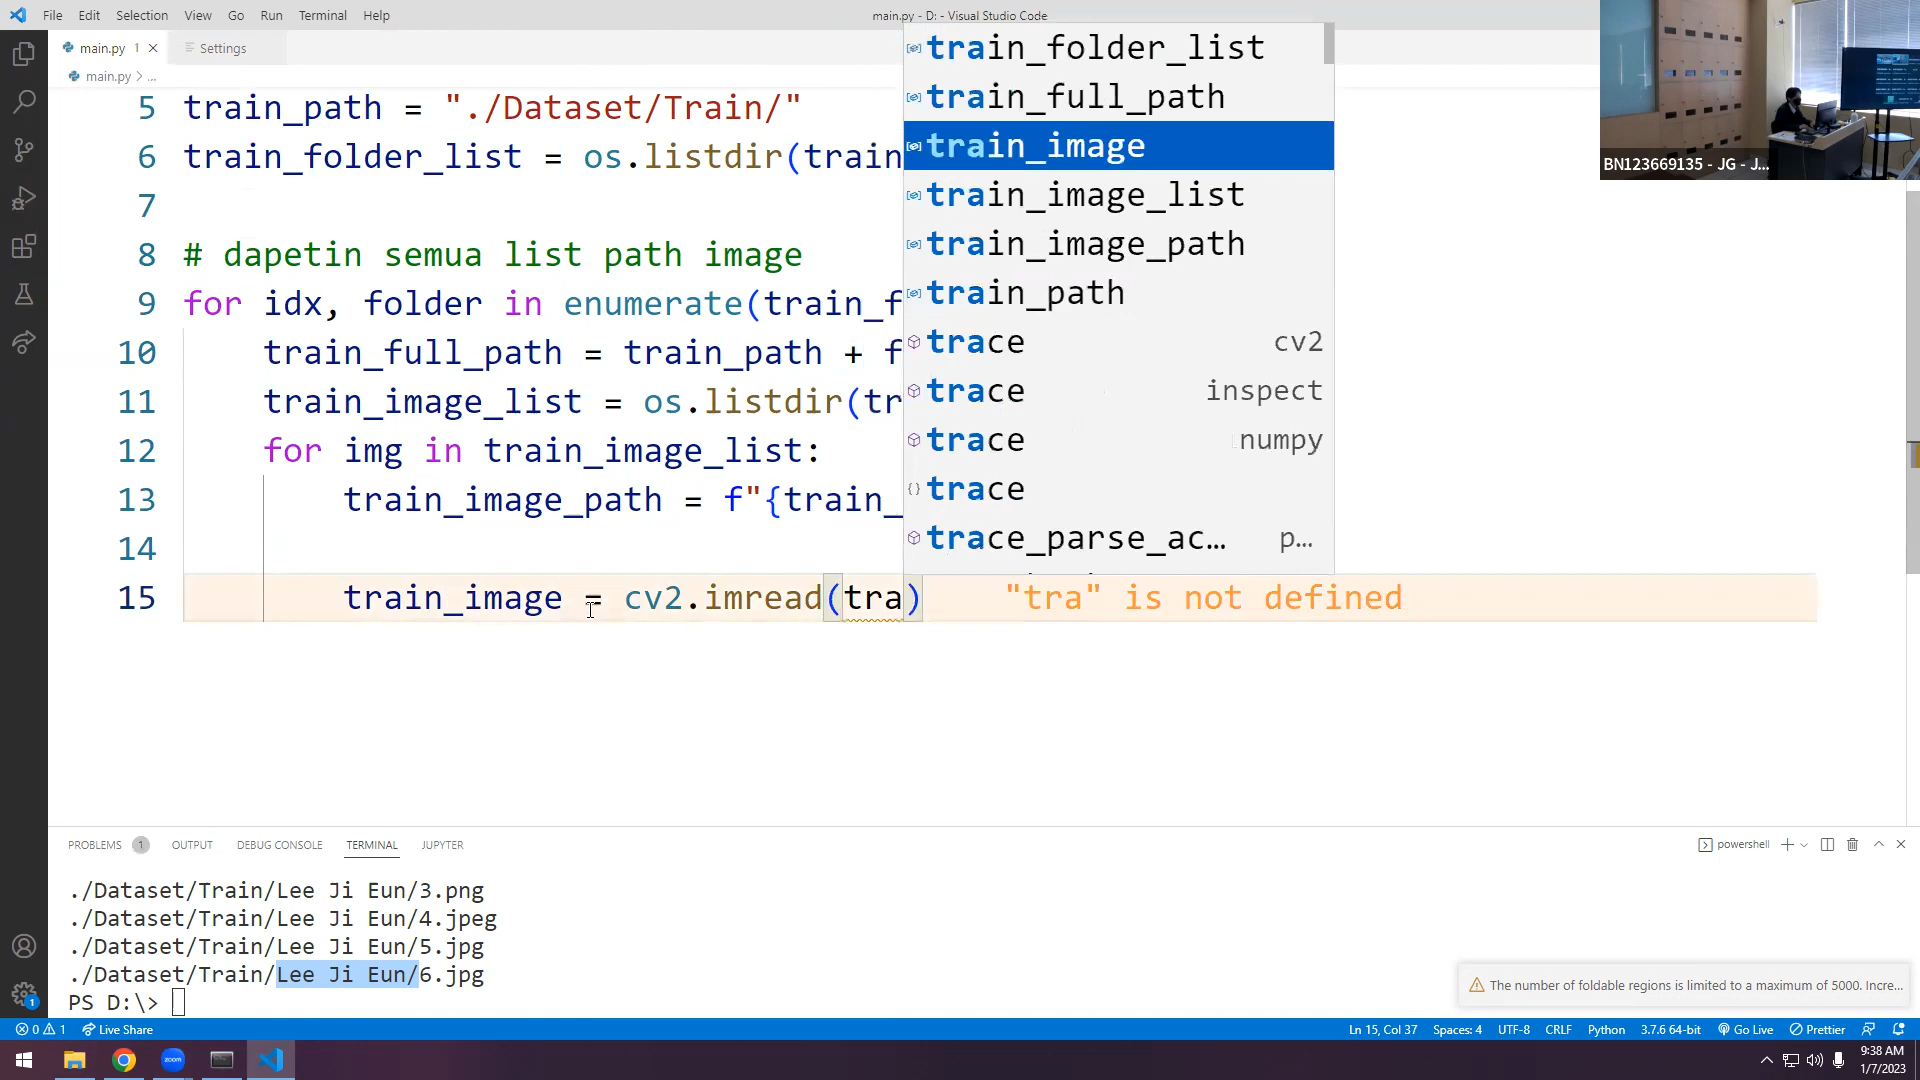 File Edit Selection View Go Run Terminal Help
main.py - D: - Visual Studio Code
main.py 1
Settings
main.py > ...
5 train_path = "./Dataset/Train/"
6 train_folder_list = os.listdir(train
7
8 # dapetin semua list path image
9 for idx, folder in enumerate(train_f
10 train_full_path = train_path + f
11 train_image_list = os.listdir(tr
12 for img in train_image_list:
13 train_image_path = f"{train_
14
15 train_image = cv2.imread(tra) "tra" is not defined
train_folder_list
train_full_path
train_image
train_image_list
train_image_path
train_path
trace cv2
trace inspect
trace numpy
trace
trace_parse_ac... p...
BN123669135 - JG - J...
PROBLEMS 1 OUTPUT DEBUG CONSOLE TERMINAL JUPYTER
powershell
./Dataset/Train/Lee Ji Eun/3.png
./Dataset/Train/Lee Ji Eun/4.jpeg
./Dataset/Train/Lee Ji Eun/5.jpg
./Dataset/Train/Lee Ji Eun/6.jpg
PS D:\>
The number of foldable regions is limited to a maximum of 5000. Incre...
1
0 1 Live Share
Ln 15, Col 37 Spaces: 4 UTF-8 CRLF Python 3.7.6 64-bit Go Live Prettier
zoom
9:38 AM
1/7/2023